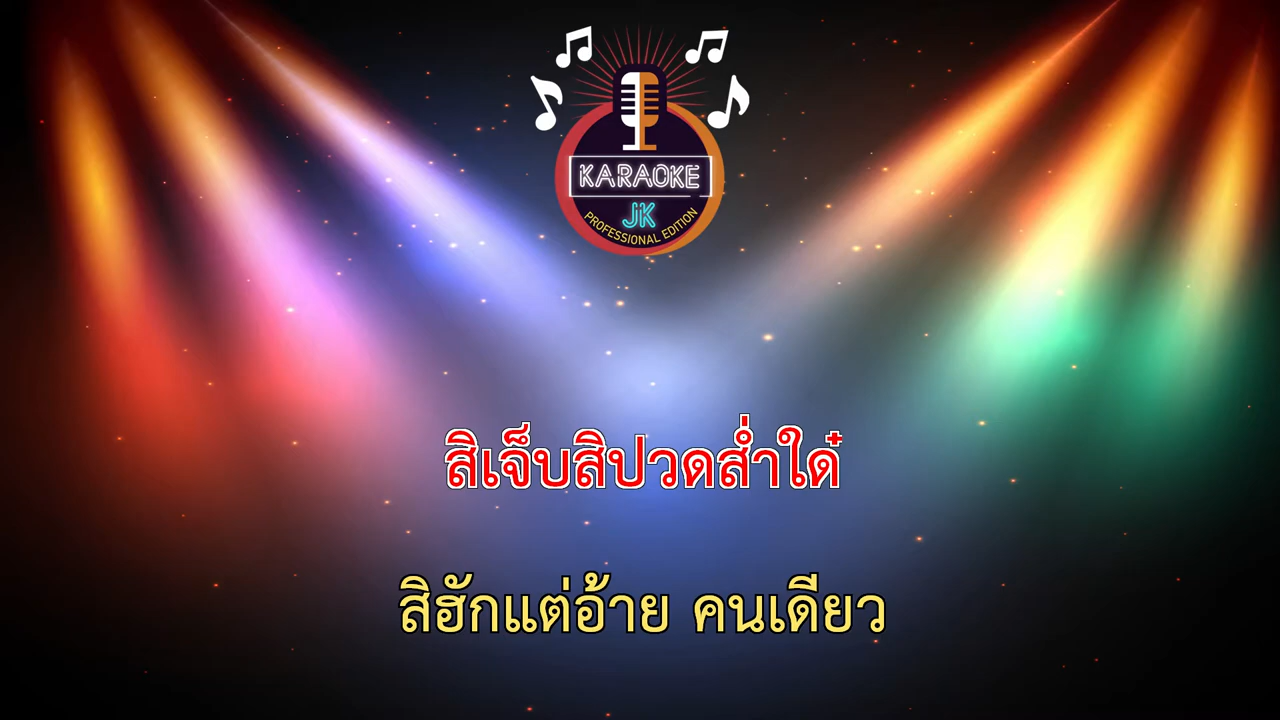 KARAOKE
JK
PROFESSIONAL EDITION
สิเจ็บสิปวดส่ำใด๋
สิฮักแต่อ้าย คนเดียว